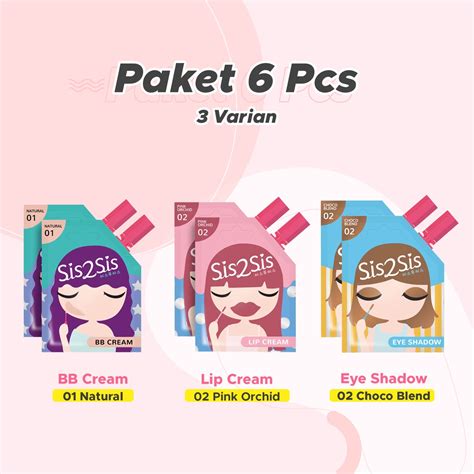 Paket 6 Pcs
3 Varian
NATURAL
01
NATURAL
01
Sis2Sis
BB CREAM
PINK ORCHID
02
PINK ORCHID
02
Sis2Sis
LIP CREAM
CHOCO BLEND
02
CHOCO BLEND
02
Sis2Sis
EYE SHADOW
BB Cream
01 Natural
Lip Cream
02 Pink Orchid
Eye Shadow
02 Choco Blend